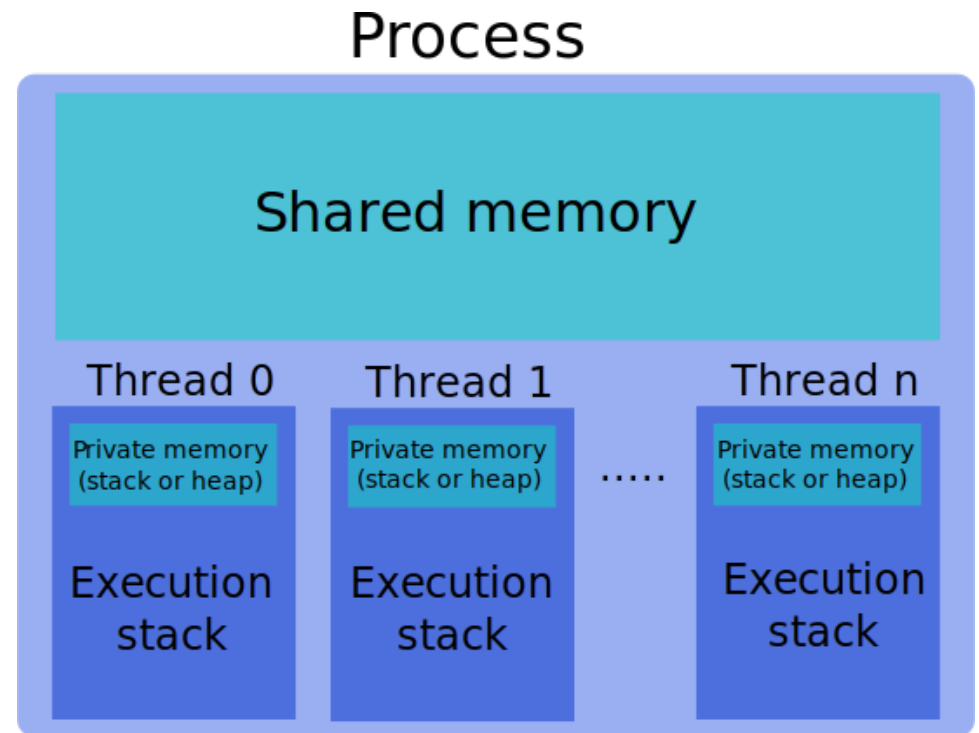 Process
Shared memory
Thread 0
Private memory
(stack or heap)
Execution
stack
Thread 1
Private memory
(stack or heap)
Execution
stack
.....
Thread n
Private memory
(stack or heap)
Execution
stack